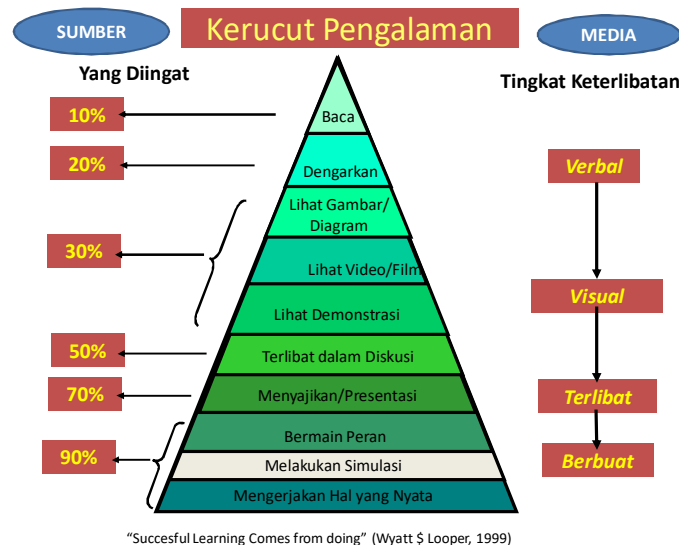 SUMBER
Kerucut Pengalaman
MEDIA
Yang Diingat
Tingkat Keterlibatan
10%
Baca
20%
Dengarkan
Verbal
Lihat Gambar/
Diagram
30%
Lihat Video/Film
Visual
Lihat Demonstrasi
50%
Terlibat dalam Diskusi
70%
Menyajikan/Presentasi
Terlibat
Bermain Peran
90%
Melakukan Simulasi
Berbuat
Mengerjakan Hal yang Nyata
“Succesful Learning Comes from doing” (Wyatt $ Looper, 1999)